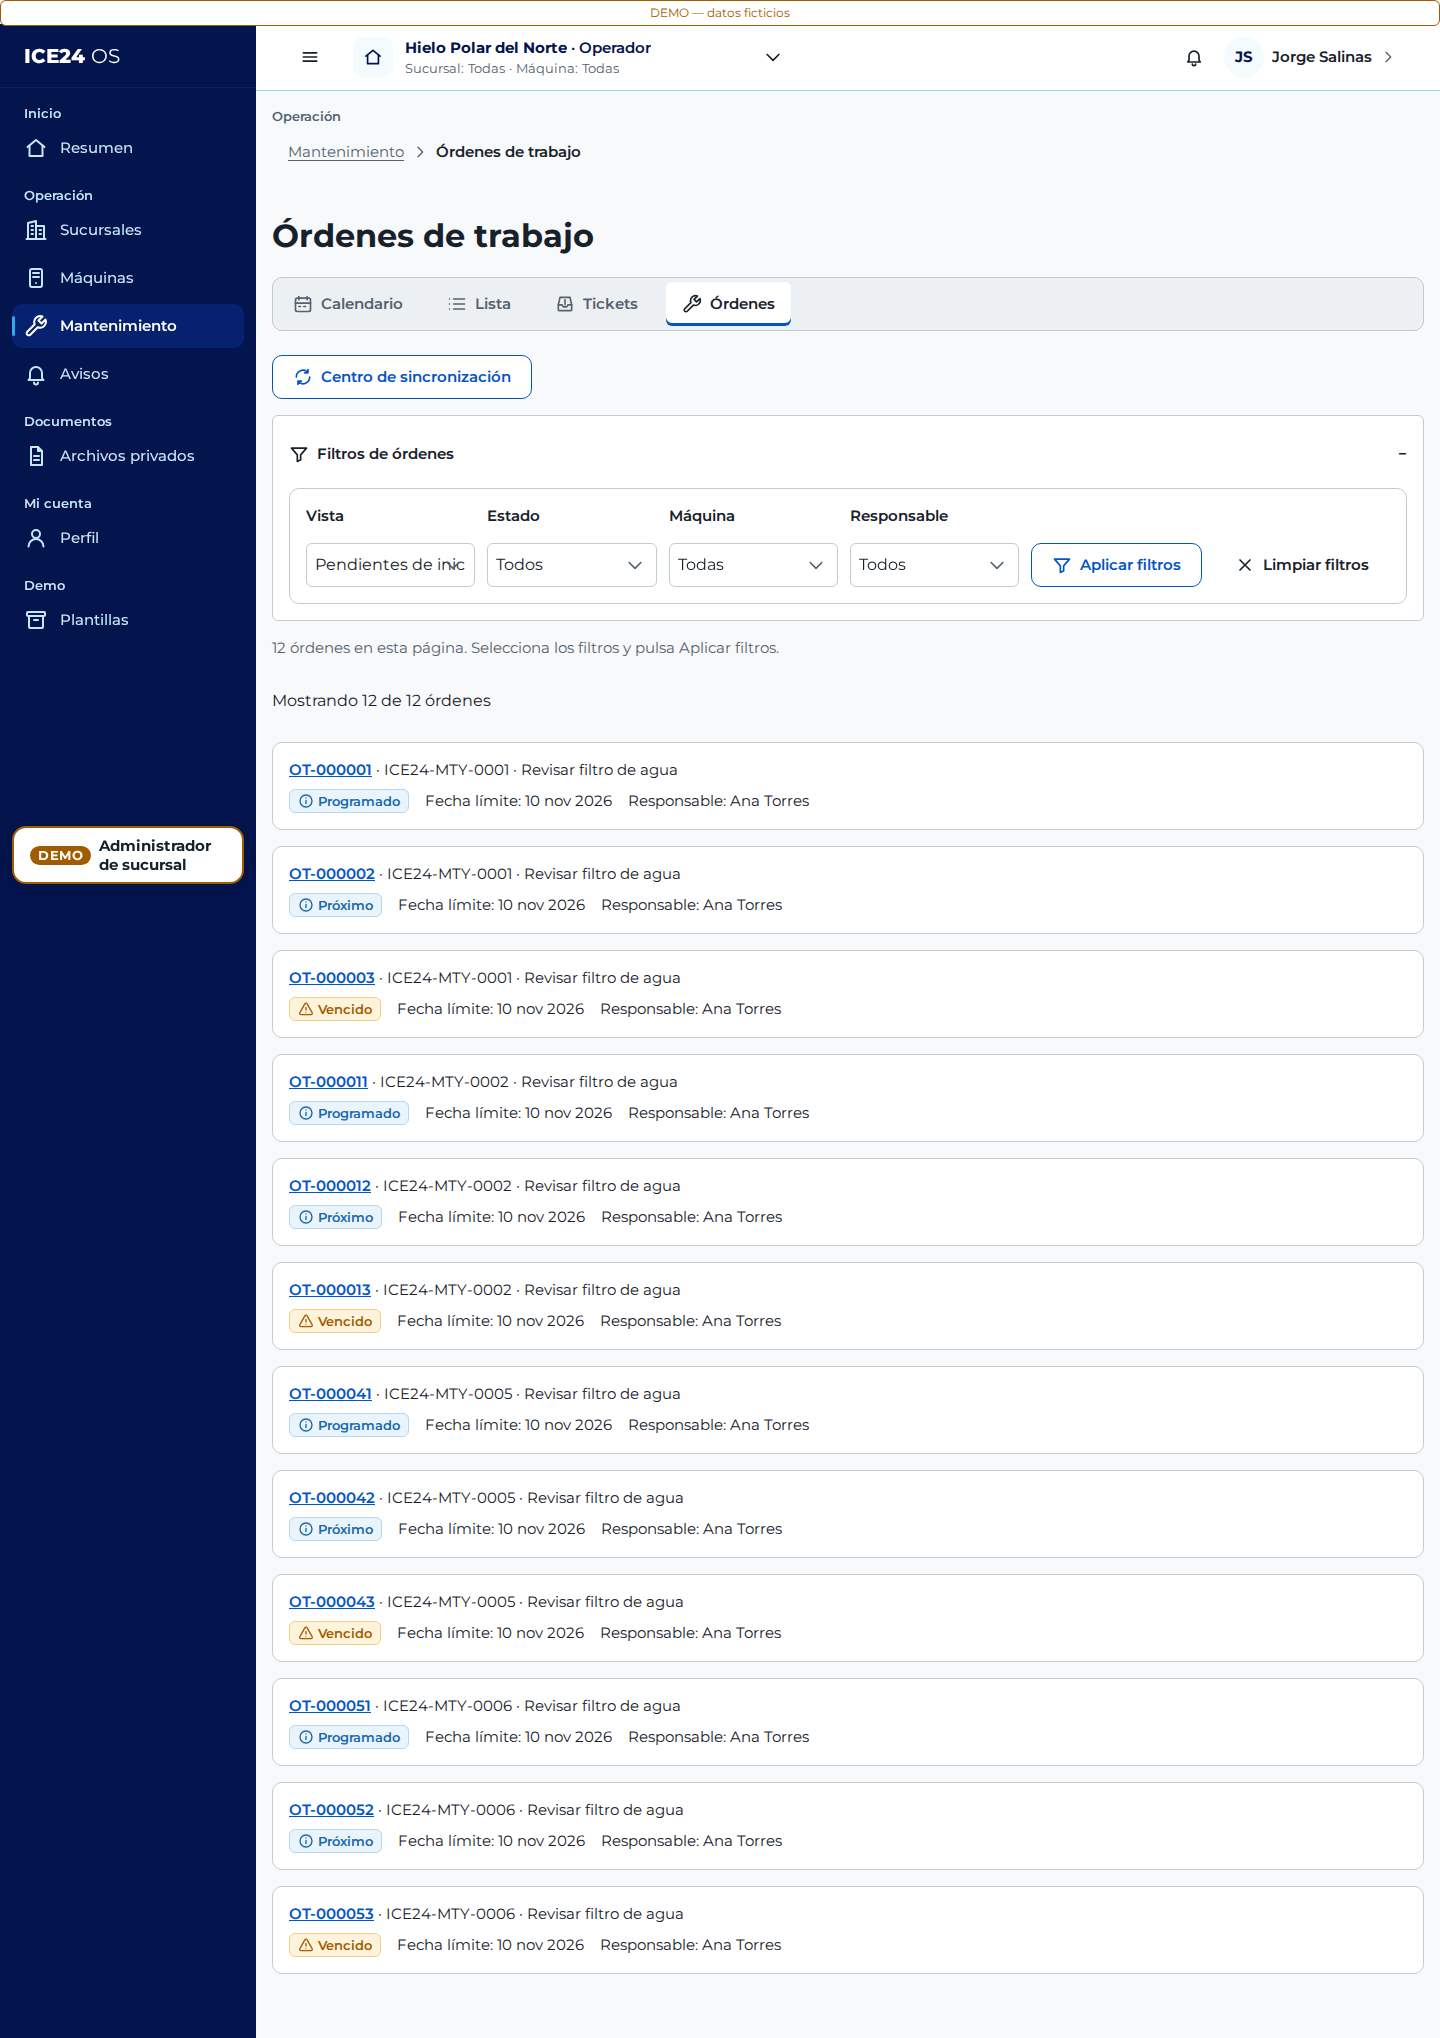 DEMO — datos ficticios
ICE24 OS
Inicio
Resumen
Operación
Sucursales
Máquinas
Mantenimiento
Avisos
Documentos
Archivos privados
Mi cuenta
Perfil
Demo
Plantillas
DEMO Administrador
de sucursal
Hielo Polar del Norte · Operador
Sucursal: Todas · Máquina: Todas
JS Jorge Salinas
Operación
Mantenimiento > Órdenes de trabajo
Órdenes de trabajo
Calendario Lista Tickets Órdenes
Centro de sincronización
Filtros de órdenes −
Vista Estado Máquina Responsable
Pendientes de inic Todos Todas Todos Aplicar filtros Limpiar filtros
12 órdenes en esta página. Selecciona los filtros y pulsa Aplicar filtros.
Mostrando 12 de 12 órdenes
OT-000001 · ICE24-MTY-0001 · Revisar filtro de agua
Programado Fecha límite: 10 nov 2026 Responsable: Ana Torres
OT-000002 · ICE24-MTY-0001 · Revisar filtro de agua
Próximo Fecha límite: 10 nov 2026 Responsable: Ana Torres
OT-000003 · ICE24-MTY-0001 · Revisar filtro de agua
Vencido Fecha límite: 10 nov 2026 Responsable: Ana Torres
OT-000011 · ICE24-MTY-0002 · Revisar filtro de agua
Programado Fecha límite: 10 nov 2026 Responsable: Ana Torres
OT-000012 · ICE24-MTY-0002 · Revisar filtro de agua
Próximo Fecha límite: 10 nov 2026 Responsable: Ana Torres
OT-000013 · ICE24-MTY-0002 · Revisar filtro de agua
Vencido Fecha límite: 10 nov 2026 Responsable: Ana Torres
OT-000041 · ICE24-MTY-0005 · Revisar filtro de agua
Programado Fecha límite: 10 nov 2026 Responsable: Ana Torres
OT-000042 · ICE24-MTY-0005 · Revisar filtro de agua
Próximo Fecha límite: 10 nov 2026 Responsable: Ana Torres
OT-000043 · ICE24-MTY-0005 · Revisar filtro de agua
Vencido Fecha límite: 10 nov 2026 Responsable: Ana Torres
OT-000051 · ICE24-MTY-0006 · Revisar filtro de agua
Programado Fecha límite: 10 nov 2026 Responsable: Ana Torres
OT-000052 · ICE24-MTY-0006 · Revisar filtro de agua
Próximo Fecha límite: 10 nov 2026 Responsable: Ana Torres
OT-000053 · ICE24-MTY-0006 · Revisar filtro de agua
Vencido Fecha límite: 10 nov 2026 Responsable: Ana Torres